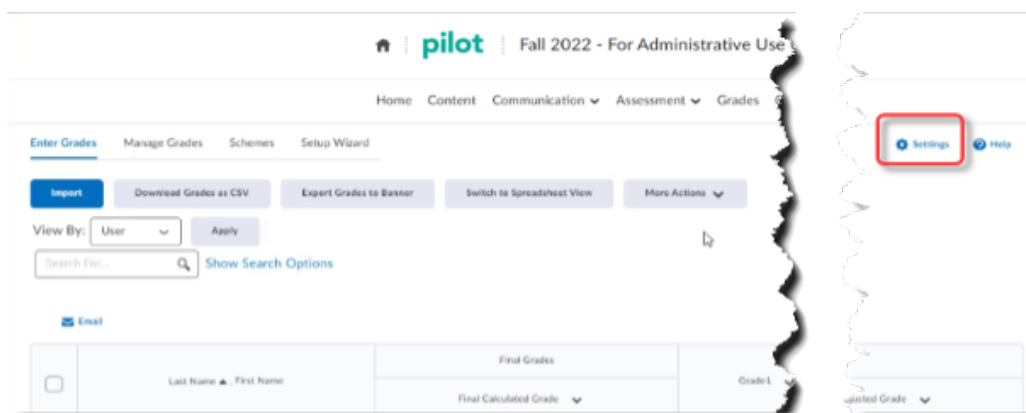 pilot Fall 2022 - For Administrative Use
Home Content Communication Assessment Grades
Enter Grades Manage Grades Schemes Setup Wizard Settings Help
Import Download Grades as CSV Export Grades to Banner Switch to Spreadsheet View More Actions
View By: User Apply
Search For... Show Search Options
Email
Final Grades
Last Name , First Name Grade1
Final Calculated Grade Grade